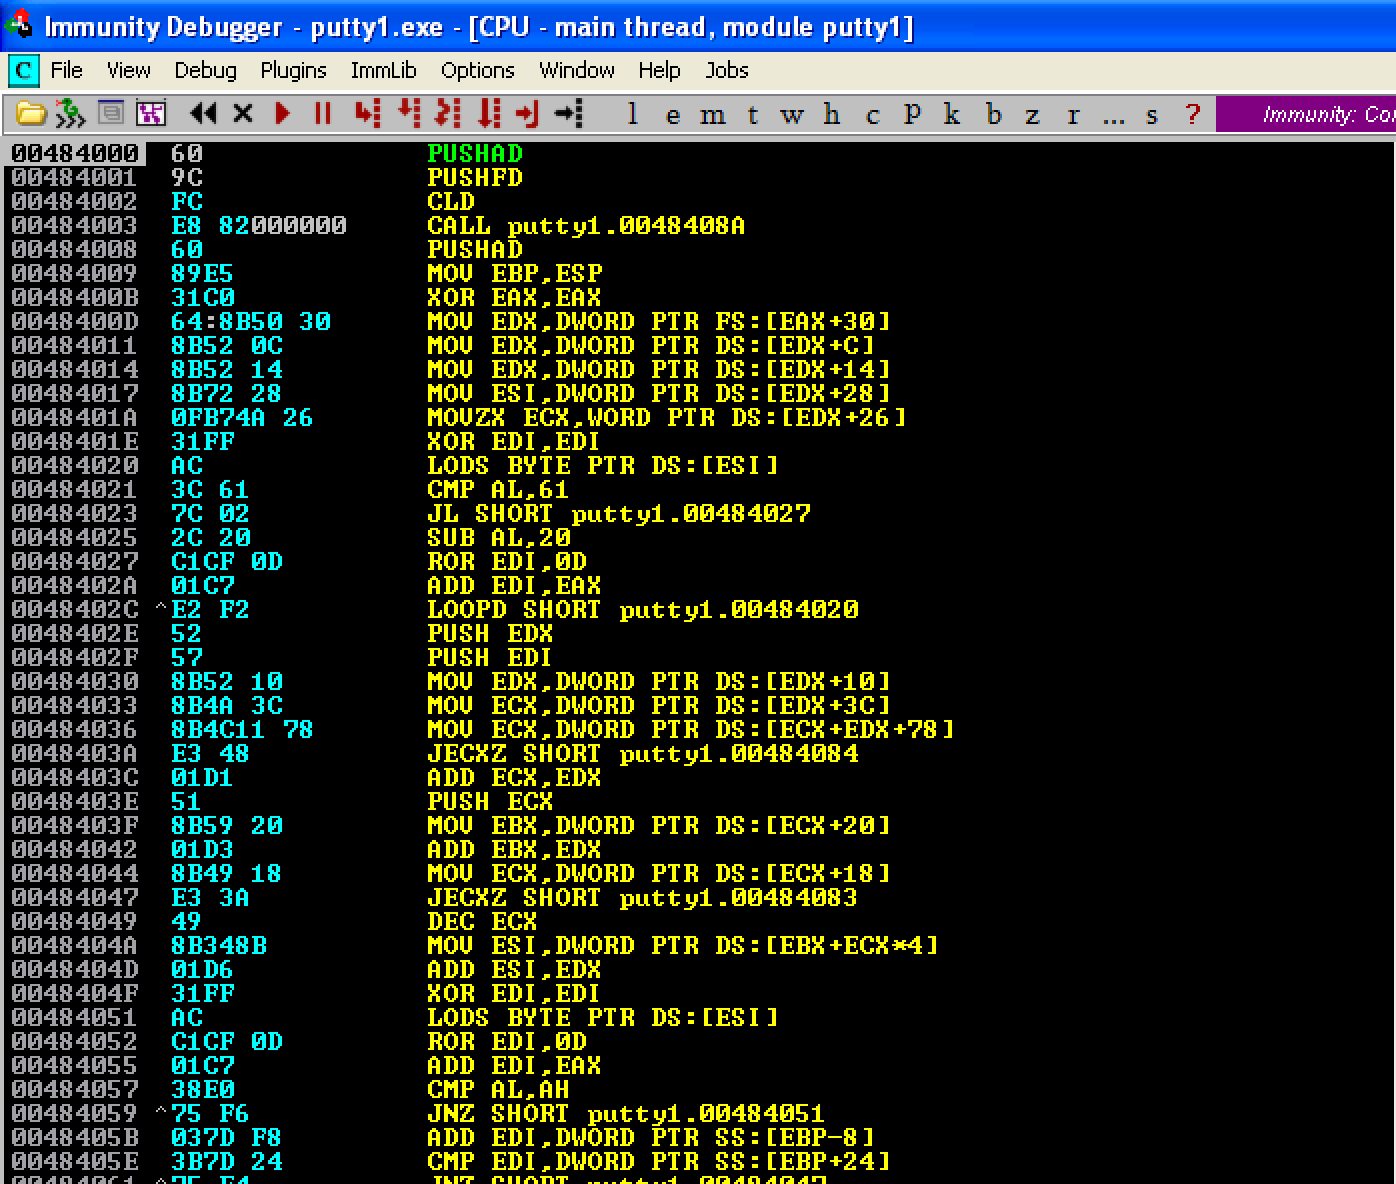 Immunity Debugger - putty1.exe - [CPU - main thread, module putty1]
C File View Debug Plugins ImmLib Options Window Help Jobs
l e m t w h c P k b z r ... s ? Immunity: Co
00484000 60 PUSHAD
00484001 9C PUSHFD
00484002 FC CLD
00484003 E8 82000000 CALL putty1.0048408A
00484008 60 PUSHAD
00484009 89E5 MOV EBP,ESP
0048400B 31C0 XOR EAX,EAX
0048400D 64:8B50 30 MOV EDX,DWORD PTR FS:[EAX+30]
00484011 8B52 0C MOV EDX,DWORD PTR DS:[EDX+C]
00484014 8B52 14 MOV EDX,DWORD PTR DS:[EDX+14]
00484017 8B72 28 MOV ESI,DWORD PTR DS:[EDX+28]
0048401A 0FB74A 26 MOVZX ECX,WORD PTR DS:[EDX+26]
0048401E 31FF XOR EDI,EDI
00484020 AC LODS BYTE PTR DS:[ESI]
00484021 3C 61 CMP AL,61
00484023 7C 02 JL SHORT putty1.00484027
00484025 2C 20 SUB AL,20
00484027 C1CF 0D ROR EDI,0D
0048402A 01C7 ADD EDI,EAX
0048402C ^E2 F2 LOOPD SHORT putty1.00484020
0048402E 52 PUSH EDX
0048402F 57 PUSH EDI
00484030 8B52 10 MOV EDX,DWORD PTR DS:[EDX+10]
00484033 8B4A 3C MOV ECX,DWORD PTR DS:[EDX+3C]
00484036 8B4C11 78 MOV ECX,DWORD PTR DS:[ECX+EDX+78]
0048403A E3 48 JECXZ SHORT putty1.00484084
0048403C 01D1 ADD ECX,EDX
0048403E 51 PUSH ECX
0048403F 8B59 20 MOV EBX,DWORD PTR DS:[ECX+20]
00484042 01D3 ADD EBX,EDX
00484044 8B49 18 MOV ECX,DWORD PTR DS:[ECX+18]
00484047 E3 3A JECXZ SHORT putty1.00484083
00484049 49 DEC ECX
0048404A 8B348B MOV ESI,DWORD PTR DS:[EBX+ECX*4]
0048404D 01D6 ADD ESI,EDX
0048404F 31FF XOR EDI,EDI
00484051 AC LODS BYTE PTR DS:[ESI]
00484052 C1CF 0D ROR EDI,0D
00484055 01C7 ADD EDI,EAX
00484057 38E0 CMP AL,AH
00484059 ^75 F6 JNZ SHORT putty1.00484051
0048405B 037D F8 ADD EDI,DWORD PTR SS:[EBP-8]
0048405E 3B7D 24 CMP EDI,DWORD PTR SS:[EBP+24]
00484061 ^75 E4 JNZ SHORT putty1.00484047